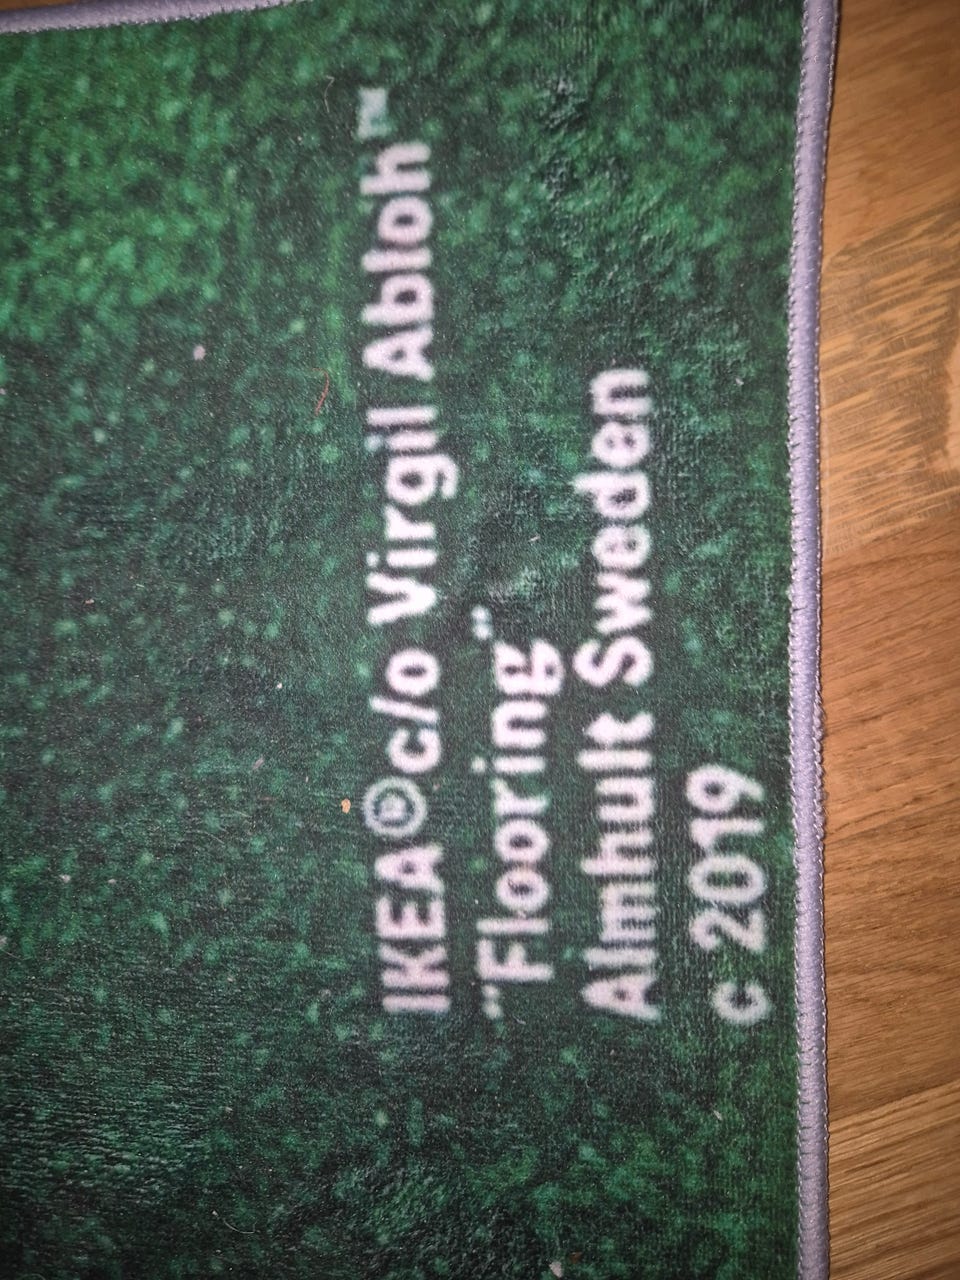 IKEA®c/o Virgil Abloh™
"Flooring"
Almhult Sweden
c 2019